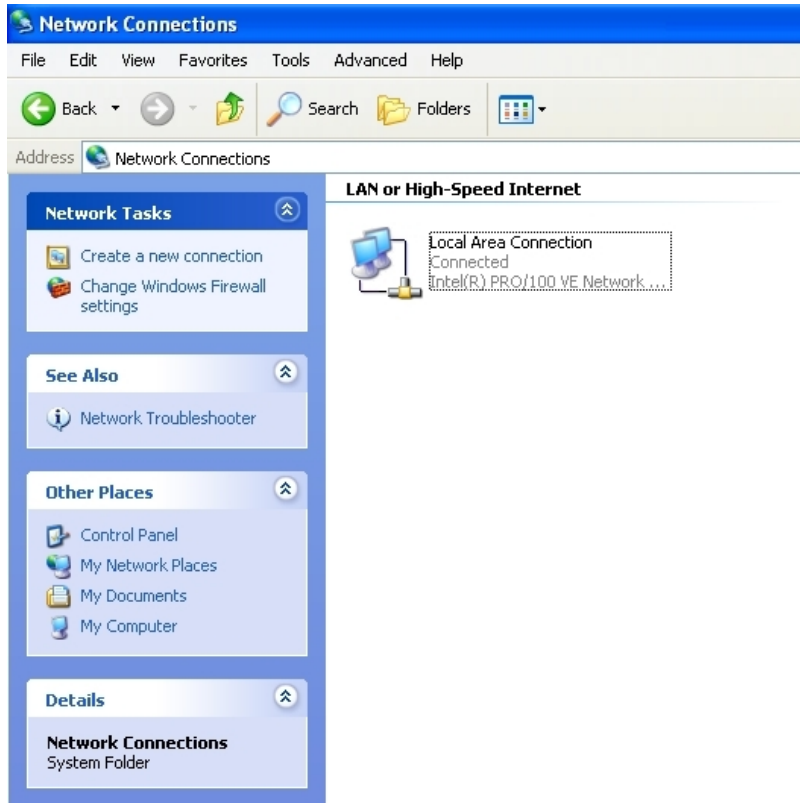 Network Connections
File Edit View Favorites Tools Advanced Help
Back Search Folders
Address Network Connections
Network Tasks
Create a new connection
Change Windows Firewall
settings
See Also
Network Troubleshooter
Other Places
Control Panel
My Network Places
My Documents
My Computer
Details
Network Connections
System Folder
LAN or High-Speed Internet
Local Area Connection
Connected
Intel(R) PRO/100 VE Network ...